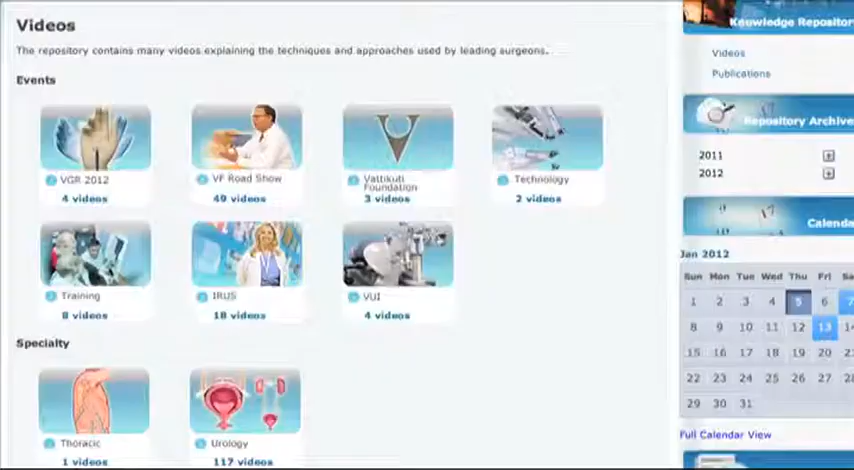 Videos
The repository contains many videos explaining the techniques and approaches used by leading surgeons.
Events
VGR 2012
4 videos
VF Road Show
49 videos
Vattikuti
Foundation
3 videos
Technology
2 videos
Training
8 videos
IRUS
18 videos
VUI
4 videos
Specialty
Thoracic
1 videos
Urology
117 videos
Knowledge Repository
Videos
Publications
Repository Archive
2011
2012
Calenda
Jan 2012
Sun Mon Tue Wed Thu Fri Sa
1 2 3 4 5 6 7
8 9 10 11 12 13 14
15 16 17 18 19 20 2
22 23 24 25 26 27 28
29 30 31
Full Calendar View